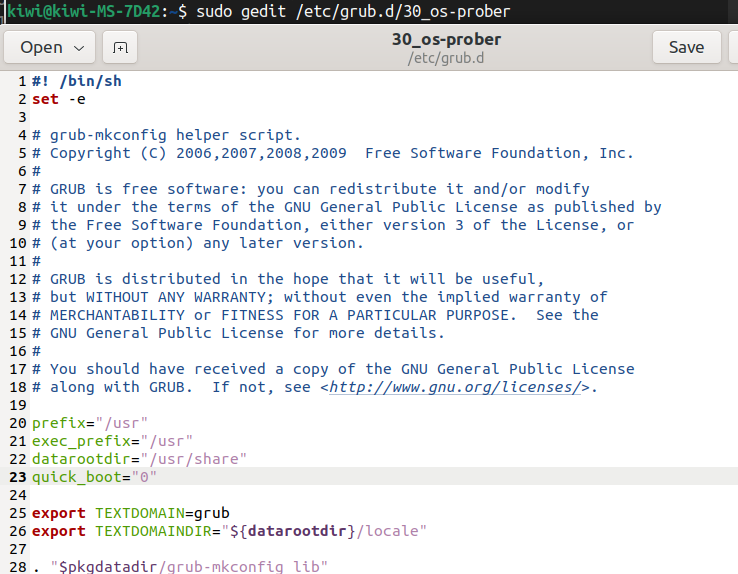 kiwi@kiwi-MS-7D42:~$ sudo gedit /etc/grub.d/30_os-prober
Open
30_os-prober
/etc/grub.d
Save
1 #! /bin/sh
2 set -e
3
4 # grub-mkconfig helper script.
5 # Copyright (C) 2006,2007,2008,2009  Free Software Foundation, Inc.
6 #
7 # GRUB is free software: you can redistribute it and/or modify
8 # it under the terms of the GNU General Public License as published by
9 # the Free Software Foundation, either version 3 of the License, or
10 # (at your option) any later version.
11 #
12 # GRUB is distributed in the hope that it will be useful,
13 # but WITHOUT ANY WARRANTY; without even the implied warranty of
14 # MERCHANTABILITY or FITNESS FOR A PARTICULAR PURPOSE.  See the
15 # GNU General Public License for more details.
16 #
17 # You should have received a copy of the GNU General Public License
18 # along with GRUB.  If not, see <http://www.gnu.org/licenses/>.
19
20 prefix="/usr"
21 exec_prefix="/usr"
22 datarootdir="/usr/share"
23 quick_boot="0"
24
25 export TEXTDOMAIN=grub
26 export TEXTDOMAINDIR="${datarootdir}/locale"
27
28 . "$pkgdatadir/grub-mkconfig_lib"